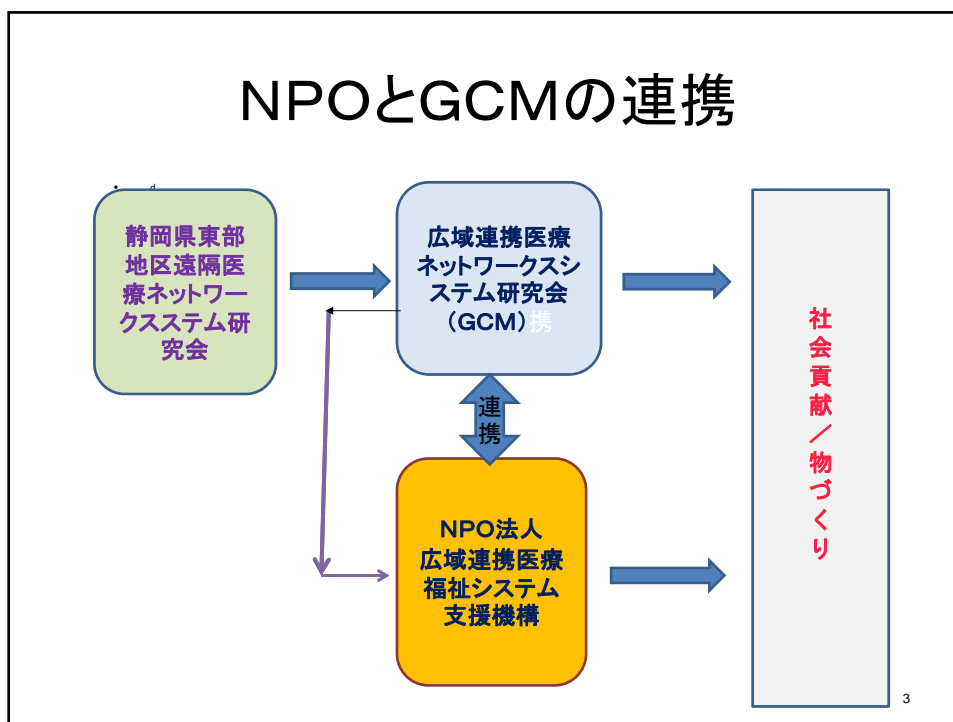 NPOとGCMの連携
• d
静岡県東部
地区遠隔医
療ネットワー
クスステム研
究会
広域連携医療
ネットワークスシ
ステム研究会
(GCM)携
連
携
NPO法人
広域連携医療
福祉システム
支援機構
社会貢献/物づくり
3